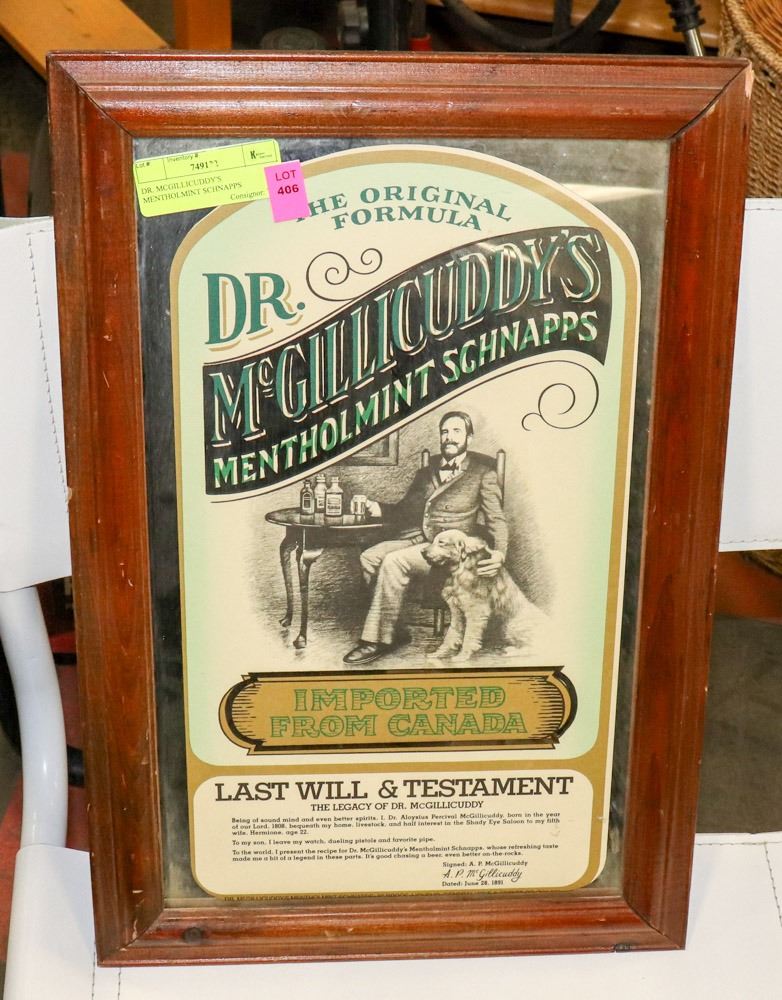 Lot #
Inventory #:
DR. MCGILLICUDDY'S
MENTHOLMINT SCHNAPPS
Consignor:
LOT
406
THE ORIGINAL
FORMULA
DR.
McGILLICUDDY'S
MENTHOLMINT SCHNAPPS
IMPORTED
FROM CANADA
LAST WILL & TESTAMENT
THE LEGACY OF DR. McGILLICUDDY
Being of sound mind and even better spirits, I, Dr. Aloysius Percival McGillicuddy, born in the year
of our Lord, 1808, bequeath my home, livestock, and half interest in the Shady Eye Saloon to my fifth
wife, Hermione, age 22.
To my son, I leave my watch, dueling pistols and favorite pipe.
To the world, I present the recipe for Dr. McGillicuddy's Mentholmint Schnapps, whose refreshing taste
made me a bit of a legend in these parts. It's good chasing a beer, even better on-the-rocks.
Signed: A. P. McGillicuddy
A. P. McGillicuddy
Dated: June 28, 1891